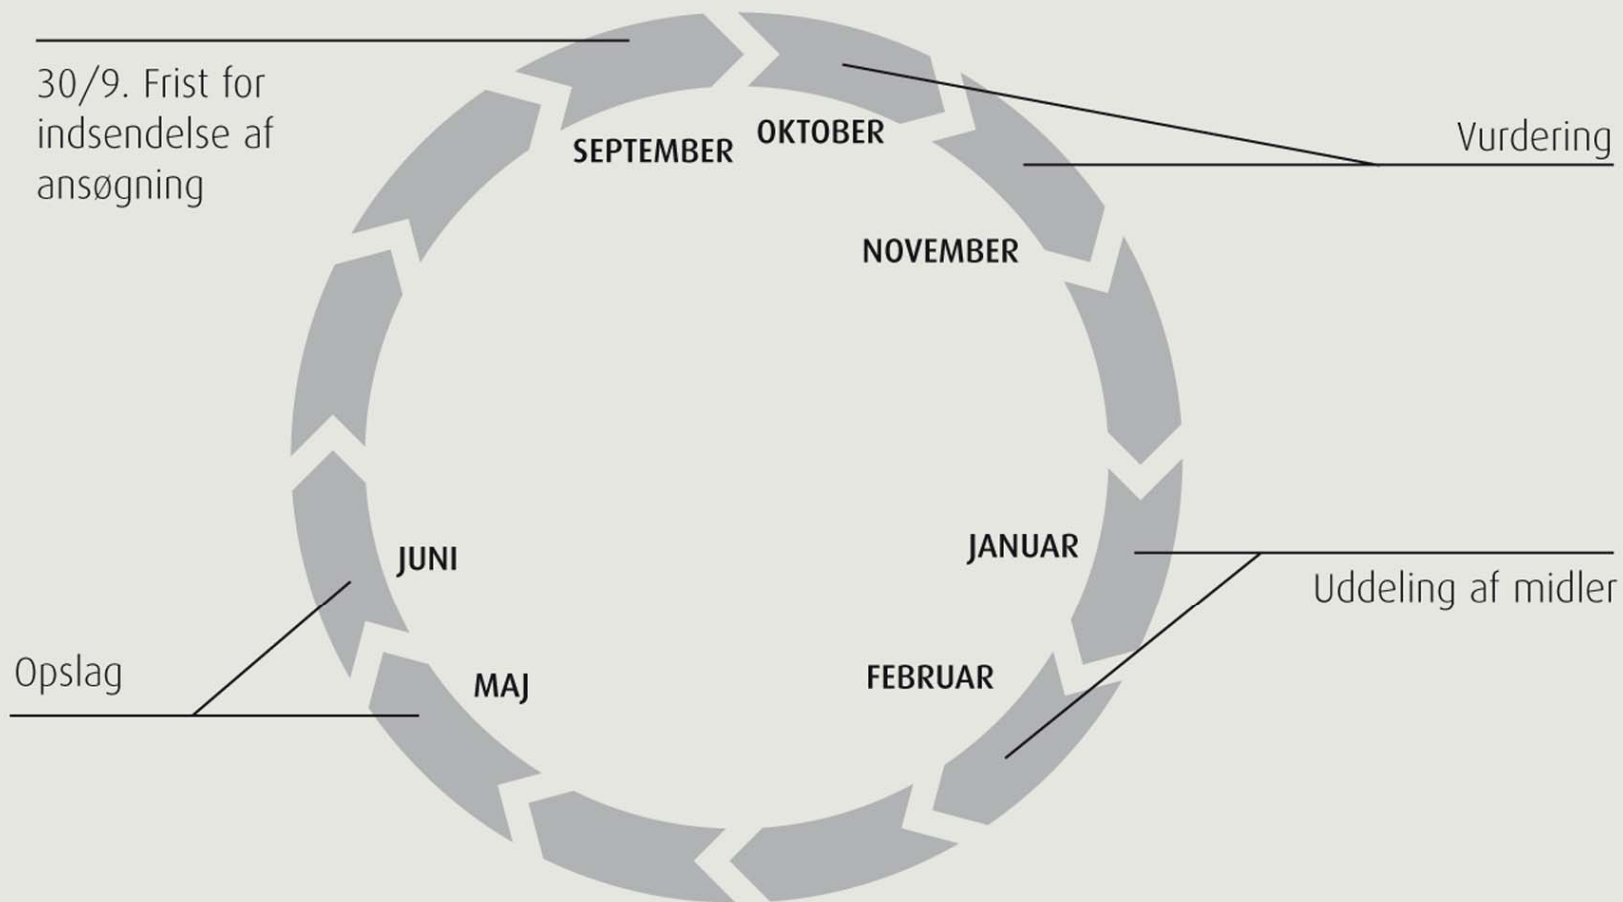 30/9. Frist for
indsendelse af
ansøgning
SEPTEMBER
OKTOBER
Vurdering
NOVEMBER
JANUAR
Uddeling af midler
FEBRUAR
JUNI
MAJ
Opslag